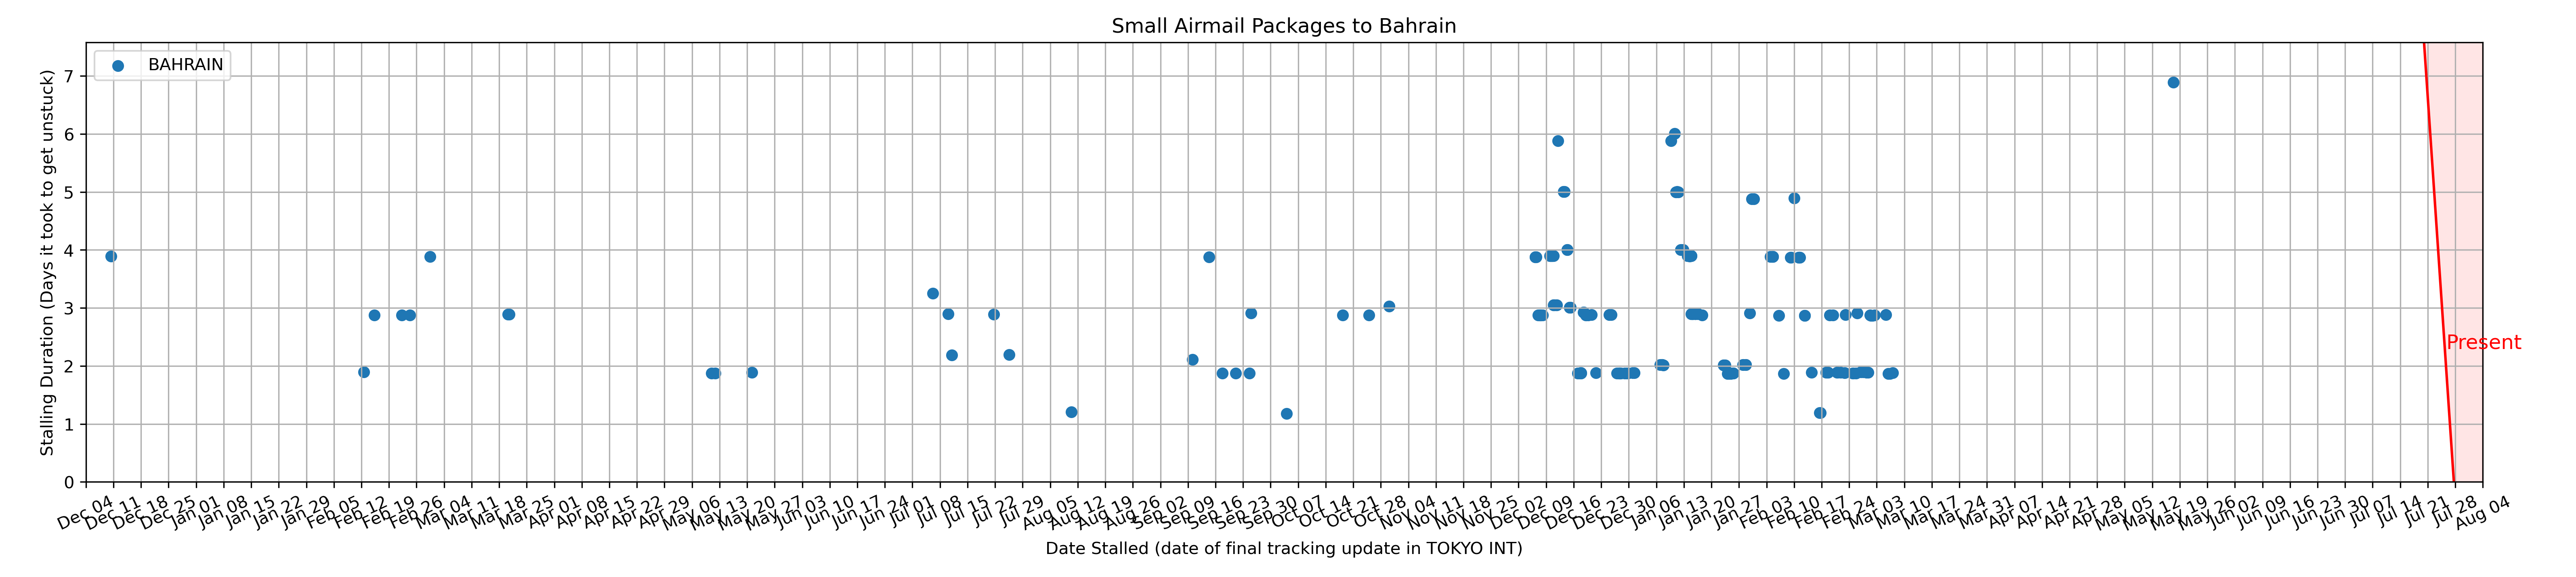 Small Airmail Packages to Bahrain
BAHRAIN
Stalling Duration (Days it took to get unstuck)
7
6
5
4
3
2
1
0
Present
Dec 04 Dec 11 Dec 18 Dec 25 Jan 01 Jan 08 Jan 15 Jan 22 Jan 29 Feb 05 Feb 12 Feb 19 Feb 26 Mar 04 Mar 11 Mar 18 Mar 25 Apr 01 Apr 08 Apr 15 Apr 22 Apr 29 May 06 May 13 May 20 May 27 Jun 03 Jun 10 Jun 17 Jun 24 Jul 01 Jul 08 Jul 15 Jul 22 Jul 29 Aug 05 Aug 12 Aug 19 Aug 26 Sep 02 Sep 09 Sep 16 Sep 23 Sep 30 Oct 07 Oct 14 Oct 21 Oct 28 Nov 04 Nov 11 Nov 18 Nov 25 Dec 02 Dec 09 Dec 16 Dec 23 Dec 30 Jan 06 Jan 13 Jan 20 Jan 27 Feb 03 Feb 10 Feb 17 Feb 24 Mar 03 Mar 10 Mar 17 Mar 24 Mar 31 Apr 07 Apr 14 Apr 21 Apr 28 May 05 May 12 May 19 May 26 Jun 02 Jun 09 Jun 16 Jun 23 Jun 30 Jul 07 Jul 14 Jul 21 Jul 28 Aug 04
Date Stalled (date of final tracking update in TOKYO INT)